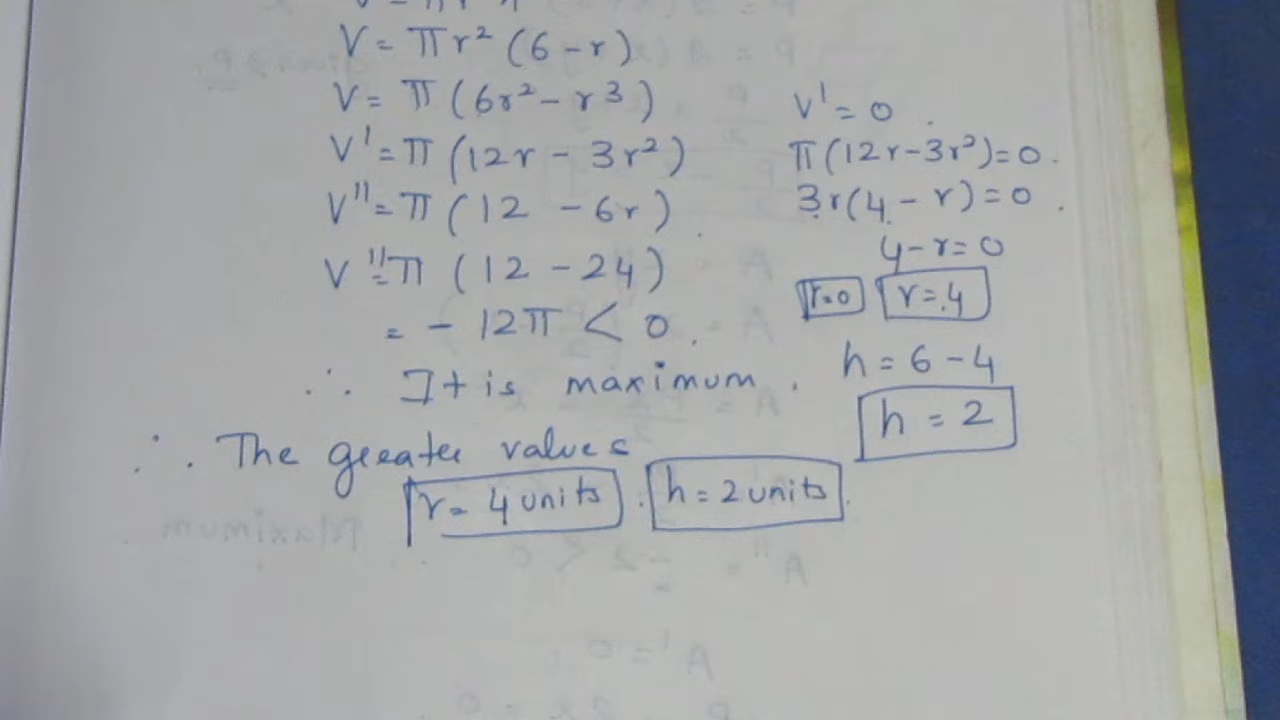 V = πr²(6 - r)
V = π(6r² - r³)
V' = π(12r - 3r²)
V'' = π(12 - 6r)
V'' = π(12 - 24)
= - 12π < 0.
∴ It is maximum.
V' = 0.
π(12r-3r²)=0.
3r(4 - r)=0.
4-r=0
r=0 r=4
h = 6 - 4
h = 2
∴. The greater values
r= 4 units. h = 2 units.